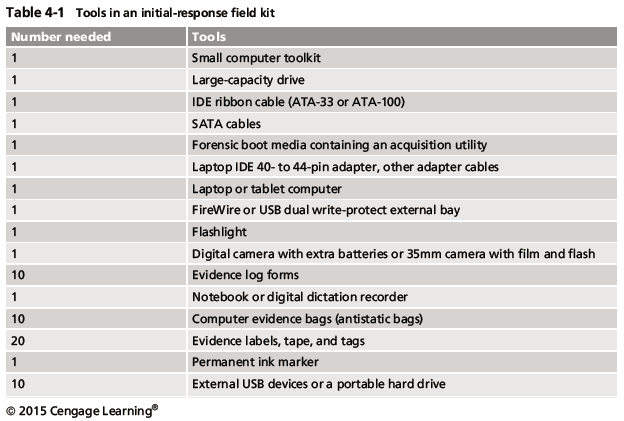 Table 4-1 Tools in an initial-response field kit
Number needed Tools
1 Small computer toolkit
1 Large-capacity drive
1 IDE ribbon cable (ATA-33 or ATA-100)
1 SATA cables
1 Forensic boot media containing an acquisition utility
1 Laptop IDE 40- to 44-pin adapter, other adapter cables
1 Laptop or tablet computer
1 FireWire or USB dual write-protect external bay
1 Flashlight
1 Digital camera with extra batteries or 35mm camera with film and flash
10 Evidence log forms
1 Notebook or digital dictation recorder
10 Computer evidence bags (antistatic bags)
20 Evidence labels, tape, and tags
1 Permanent ink marker
10 External USB devices or a portable hard drive
© 2015 Cengage Learning®